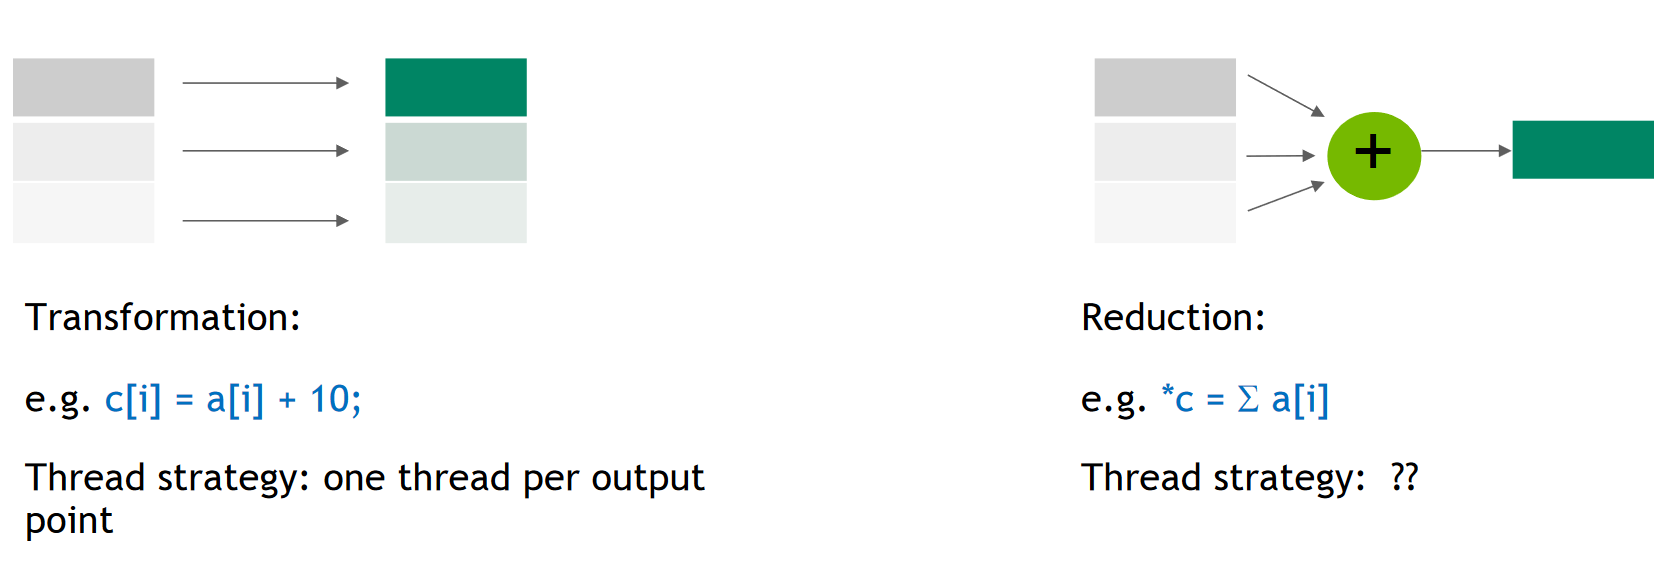 +
Transformation:
e.g. c[i] = a[i] + 10;
Thread strategy: one thread per output
point
Reduction:
e.g. *c = Σ a[i]
Thread strategy: ??